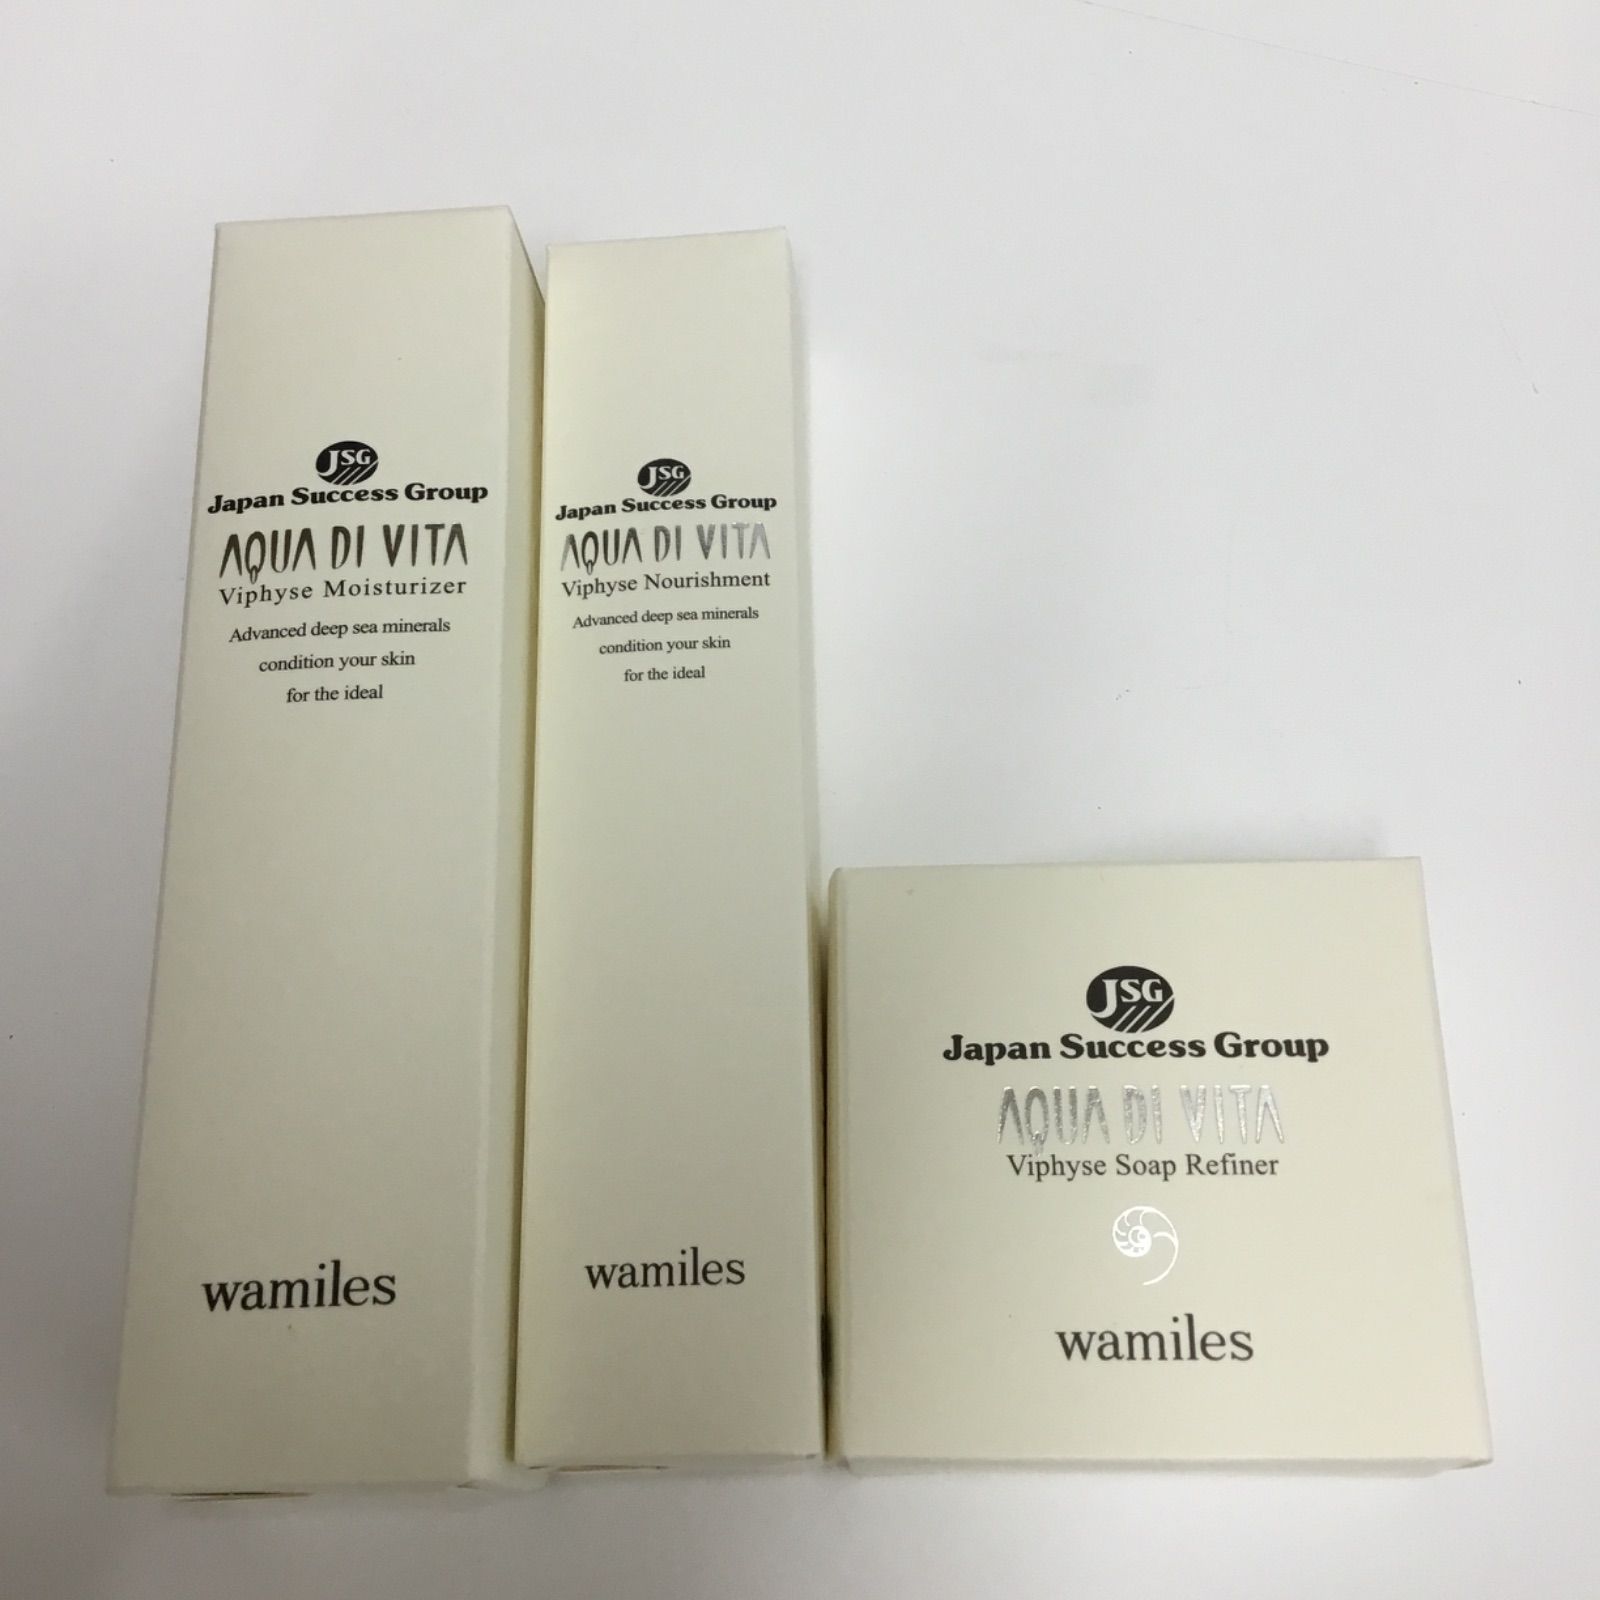 JSG
Japan Success Group
AQUA DI VITA
Viphyse Moisturizer
Advanced deep sea minerals
condition your skin
for the ideal
wamiles
JSG
Japan Success Group
AQUA DI VITA
Viphyse Nourishment
Advanced deep sea minerals
condition your skin
for the ideal
wamiles
JSG
Japan Success Group
AQUA DI VITA
Viphyse Soap Refiner
wamiles